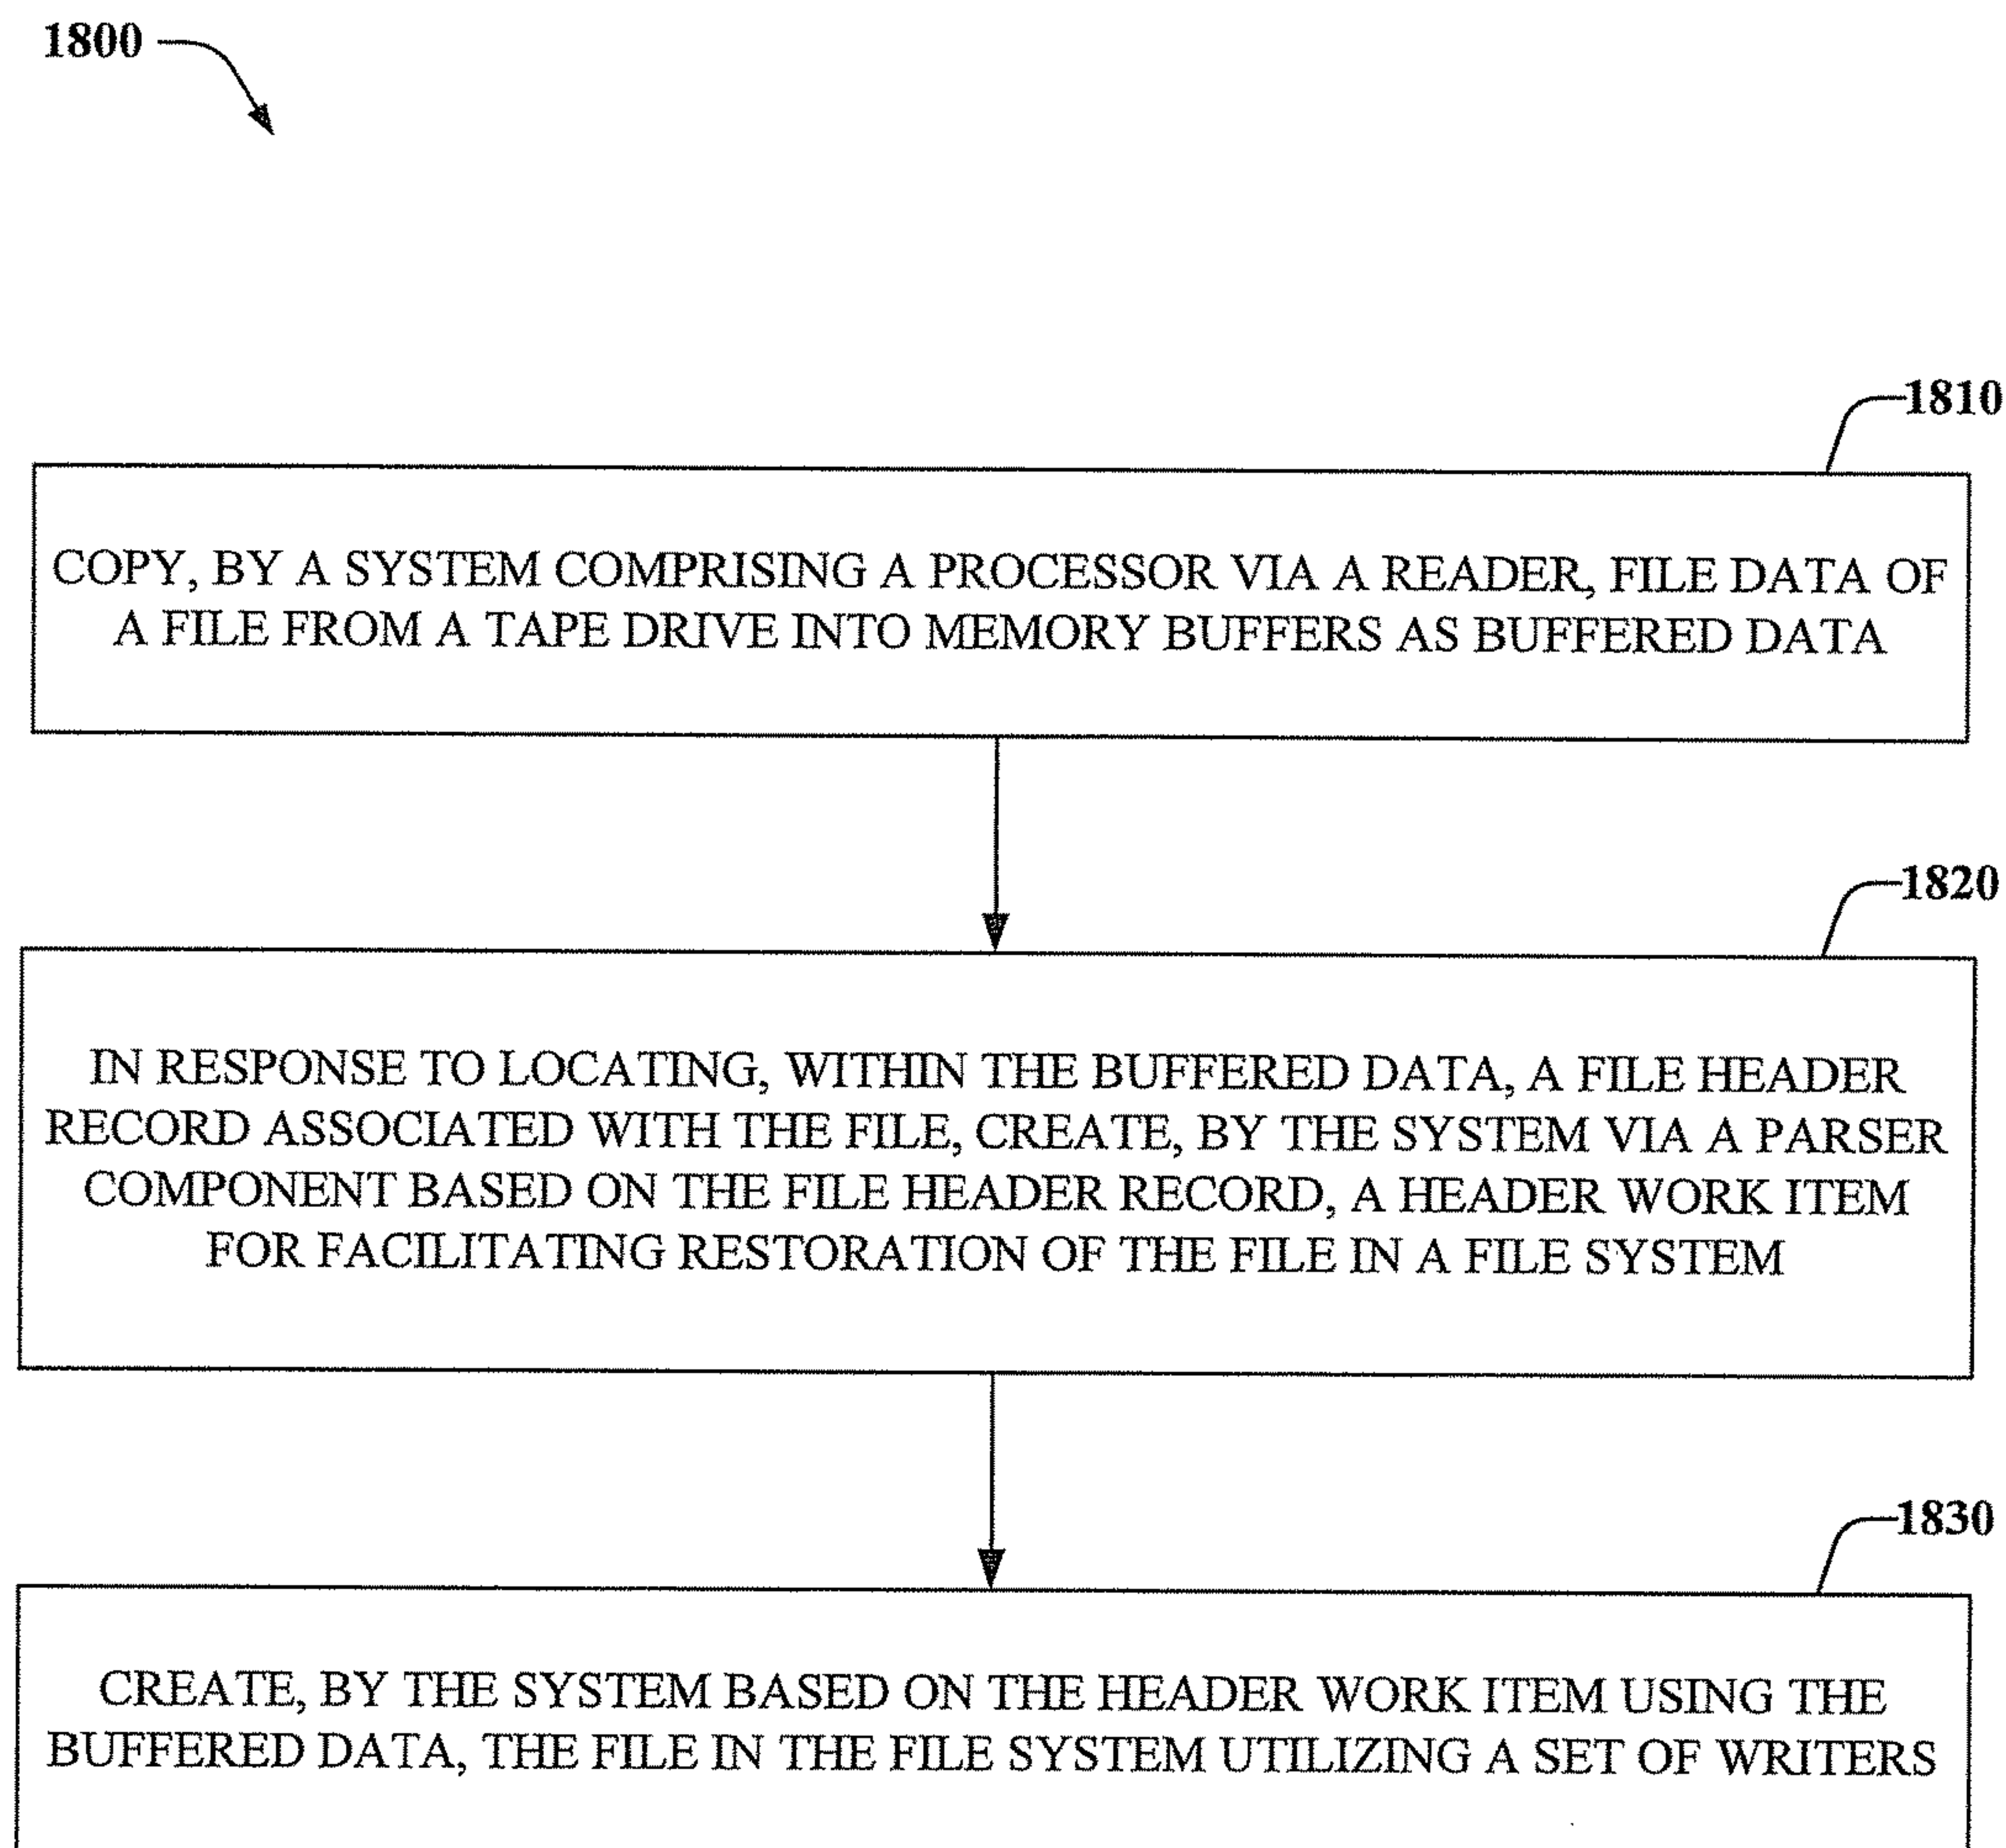 1800
1810
COPY, BY A SYSTEM COMPRISING A PROCESSOR VIA A READER, FILE DATA OF
A FILE FROM A TAPE DRIVE INTO MEMORY BUFFERS AS BUFFERED DATA
1820
IN RESPONSE TO LOCATING, WITHIN THE BUFFERED DATA, A FILE HEADER
RECORD ASSOCIATED WITH THE FILE, CREATE, BY THE SYSTEM VIA A PARSER
COMPONENT BASED ON THE FILE HEADER RECORD, A HEADER WORK ITEM
FOR FACILITATING RESTORATION OF THE FILE IN A FILE SYSTEM
1830
CREATE, BY THE SYSTEM BASED ON THE HEADER WORK ITEM USING THE
BUFFERED DATA, THE FILE IN THE FILE SYSTEM UTILIZING A SET OF WRITERS